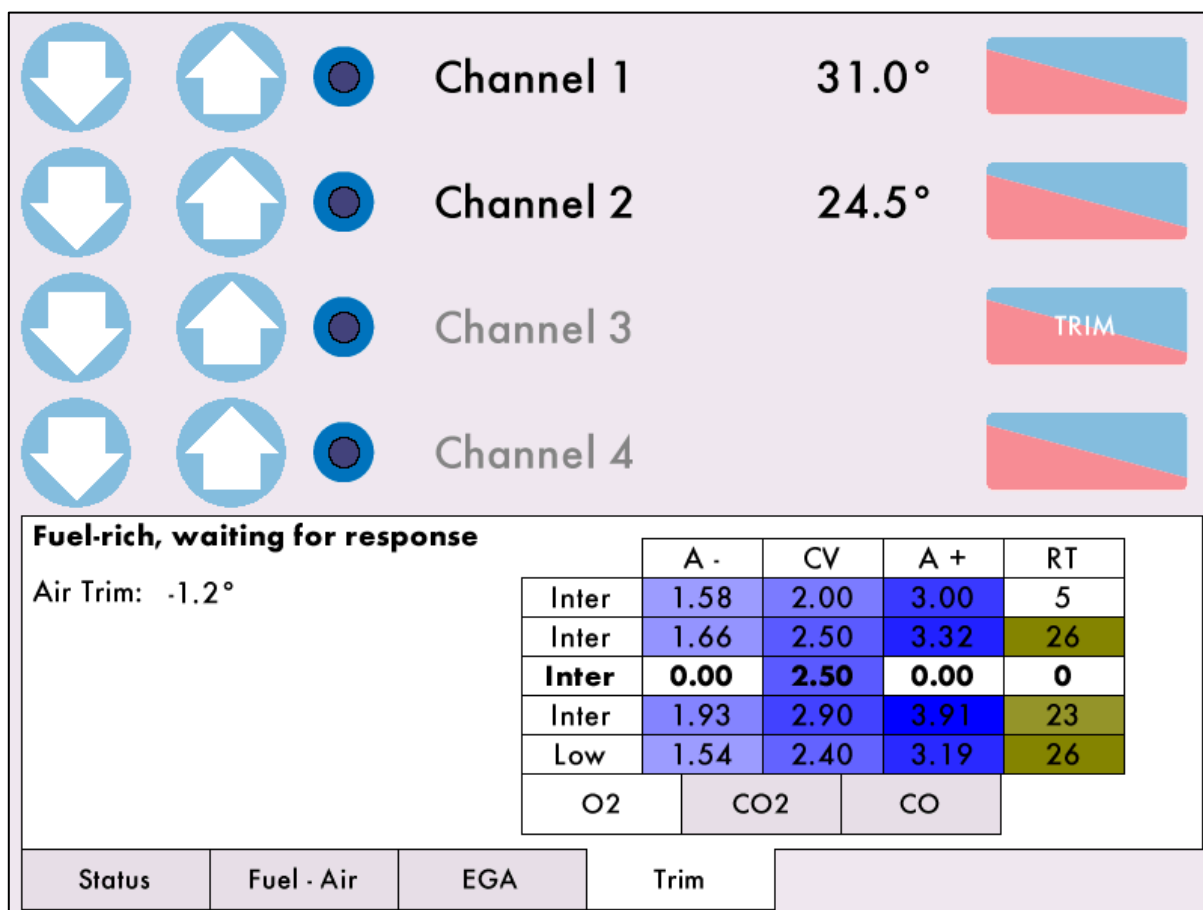 Channel 1 31.0°
Channel 2 24.5°
Channel 3 TRIM
Channel 4
Fuel-rich, waiting for response
Air Trim: -1.2°
A - CV A + RT
Inter 1.58 2.00 3.00 5
Inter 1.66 2.50 3.32 26
Inter 0.00 2.50 0.00 0
Inter 1.93 2.90 3.91 23
Low 1.54 2.40 3.19 26
O2 CO2 CO
Status Fuel - Air EGA Trim